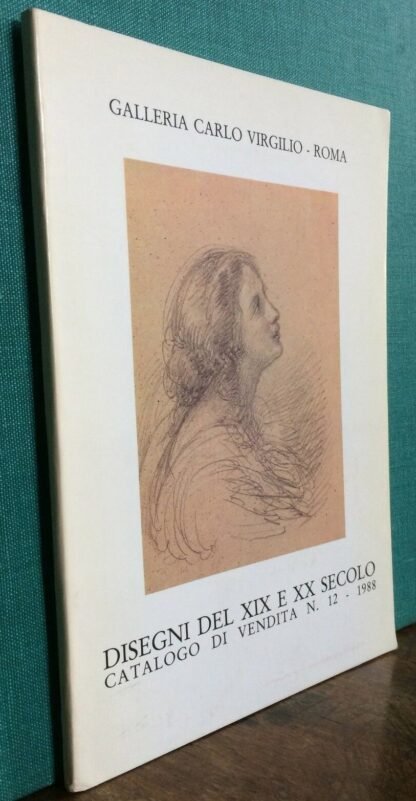 GALLERIA CARLO VIRGILIO - ROMA
DISEGNI DEL XIX E XX SECOLO
CATALOGO DI VENDITA N. 12 - 1988